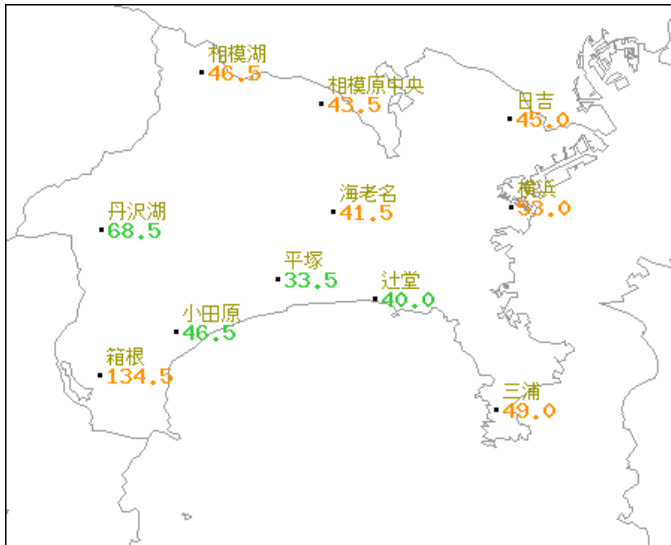 相模湖
46.5
相模原中央
43.5
日吉
45.0
丹沢湖
68.5
海老名
41.5
横浜
53.0
平塚
33.5
辻堂
40.0
小田原
46.5
箱根
134.5
三浦
49.0